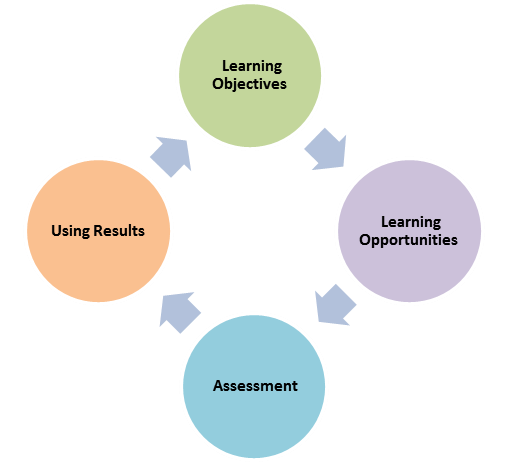 Learning
Objectives
Learning
Opportunities
Assessment
Using Results